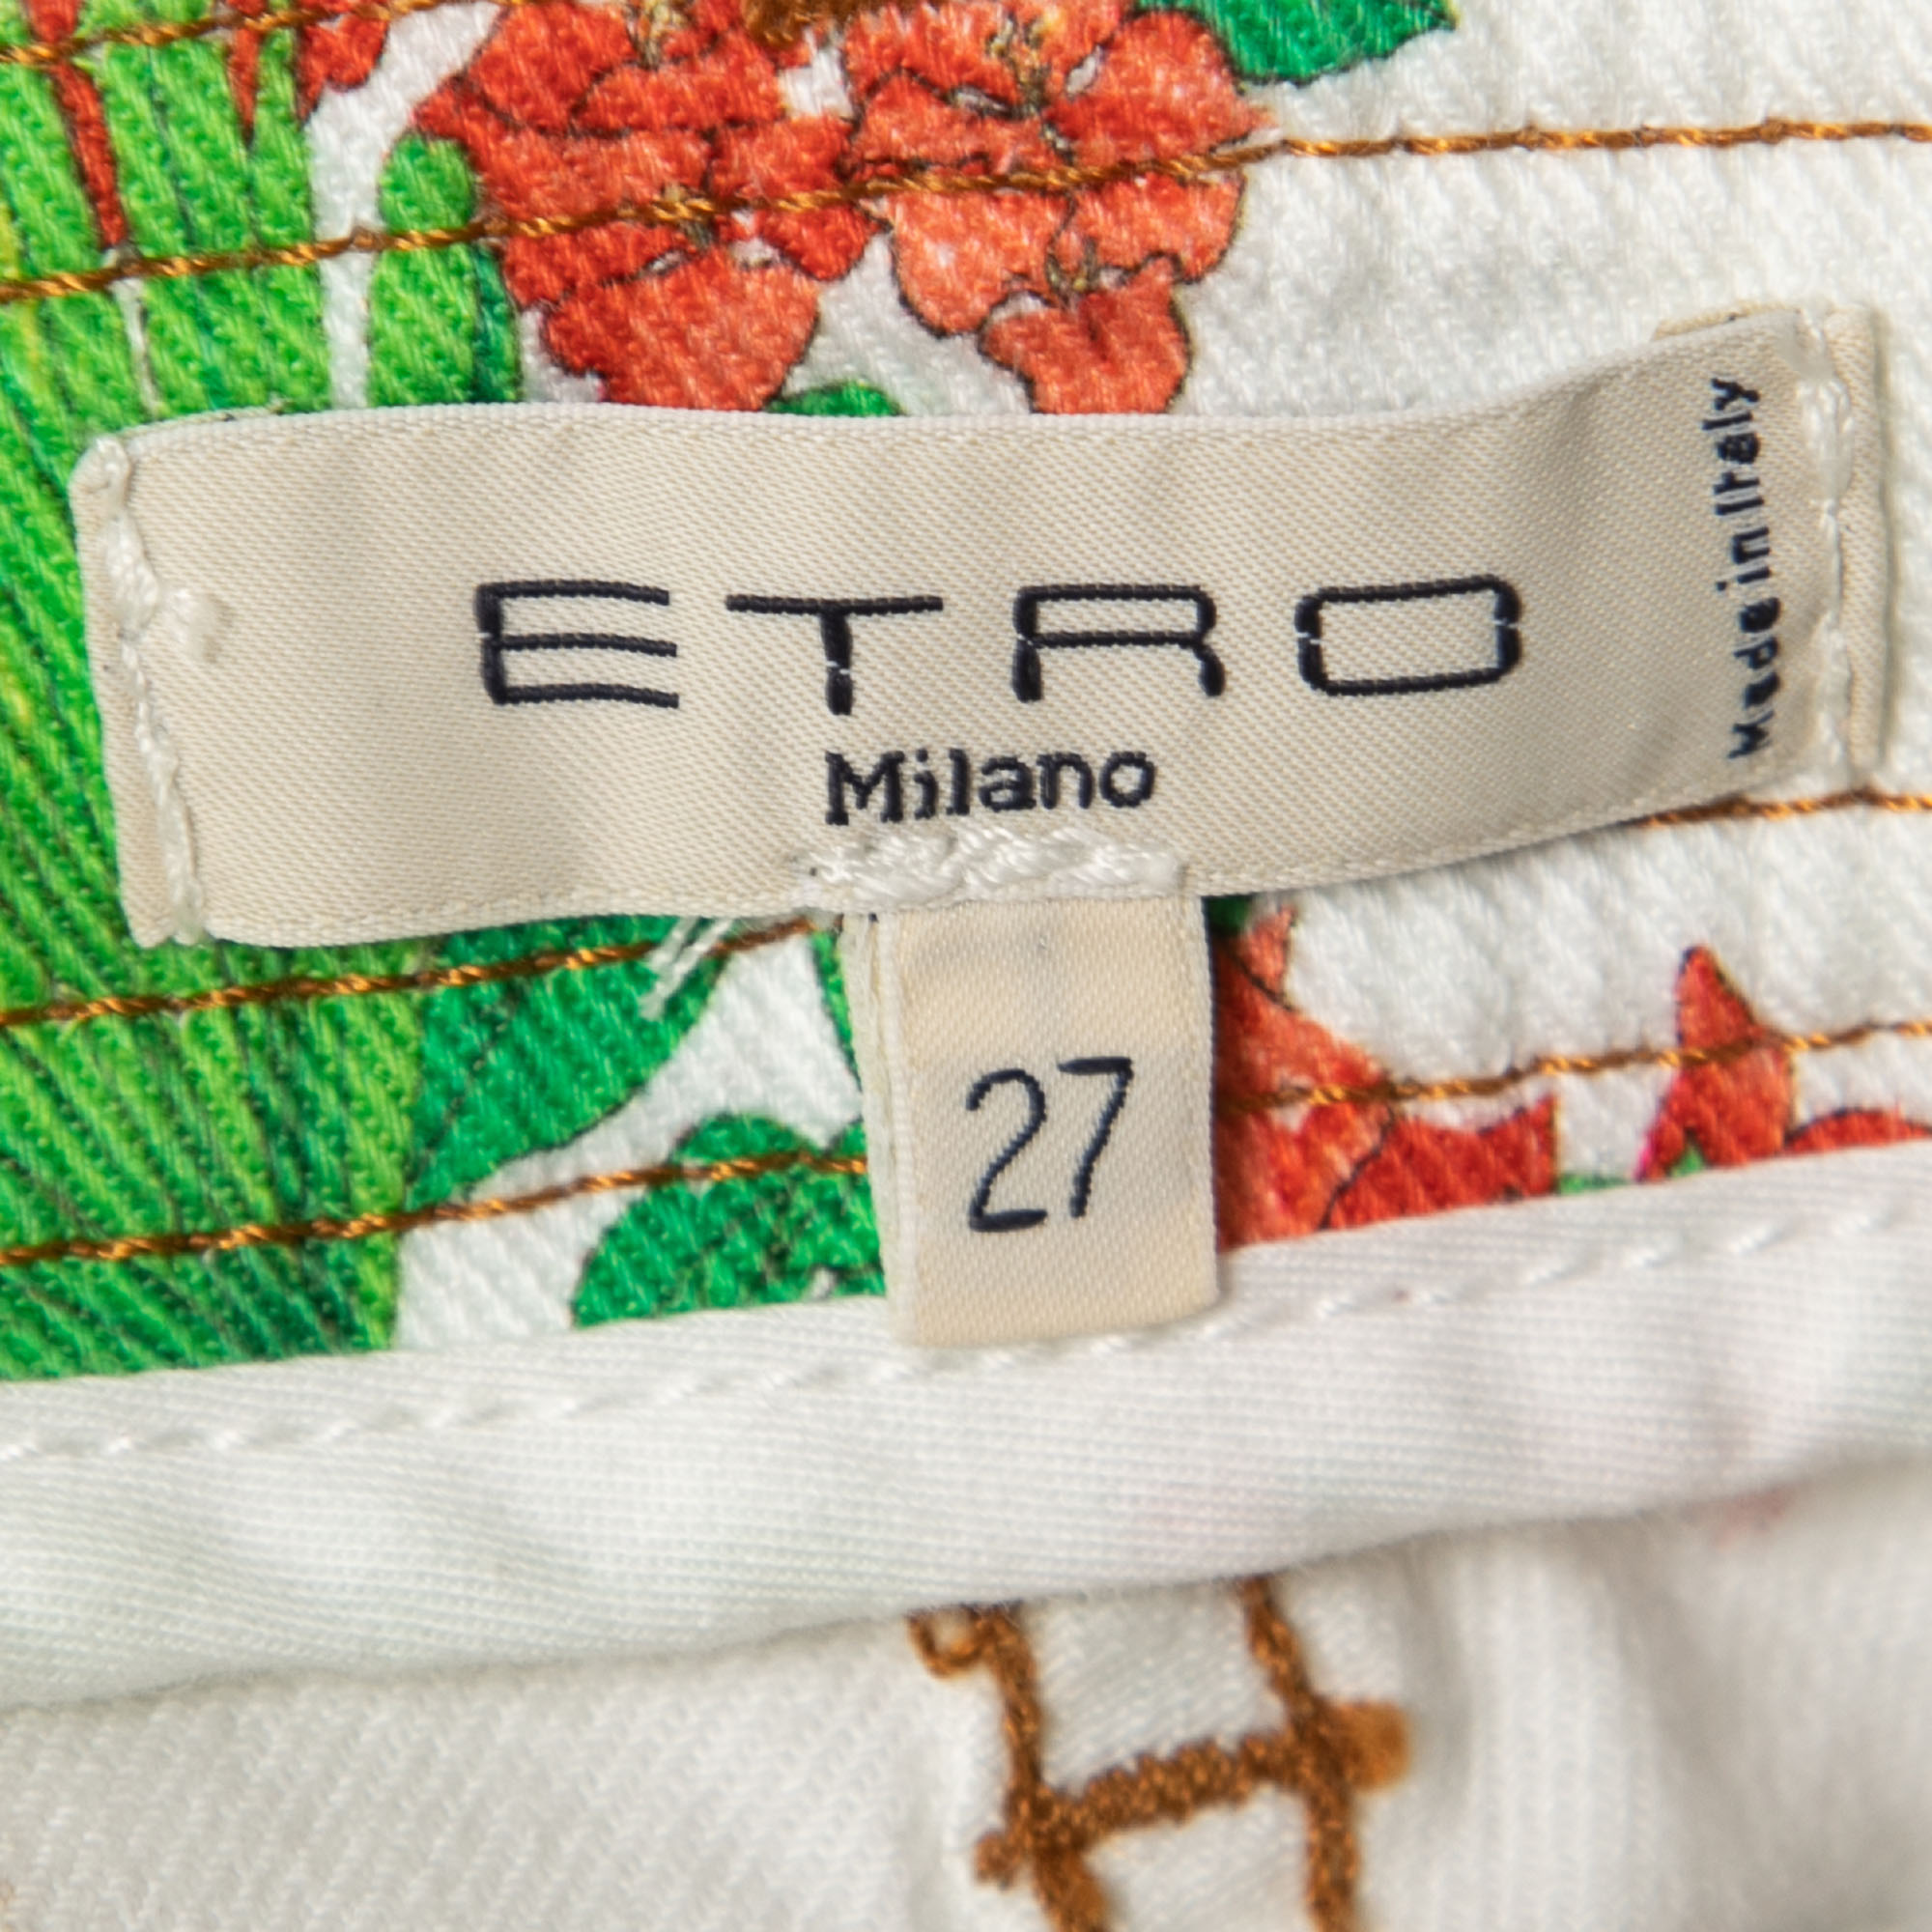 ETRO
Milano
Made in Italy
27